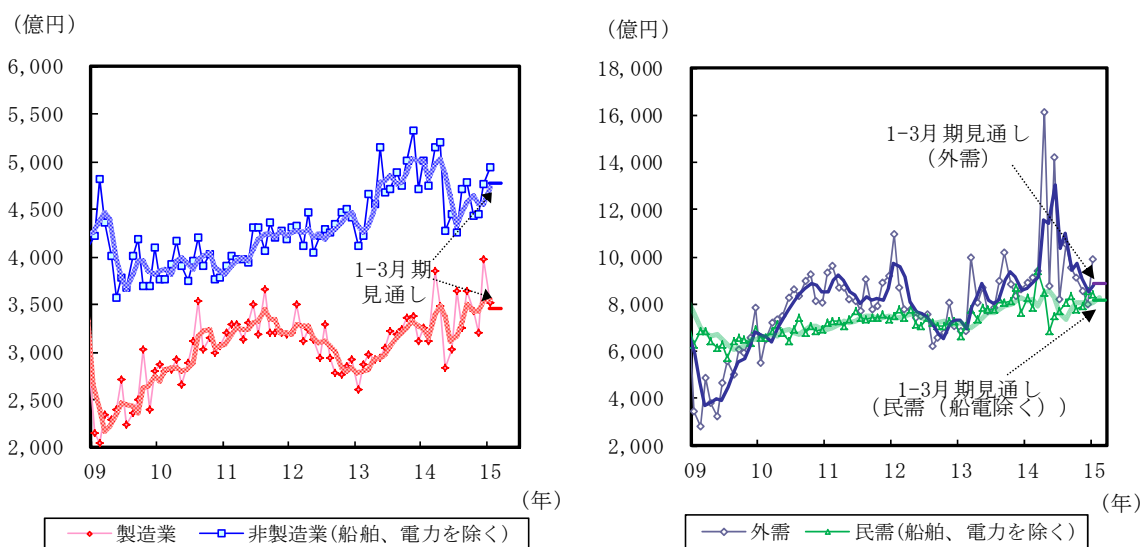 (億円)
6,000
5,500
5,000
4,500
4,000
3,500
3,000
2,500
2,000
1-3月期
見通し
09 10 11 12 13 14 15
(年)
製造業 非製造業(船舶、電力を除く)
(億円)
18,000
16,000
14,000
12,000
10,000
8,000
6,000
4,000
2,000
1-3月期見通し
(外需)
1-3月期見通し
(民需(船電除く))
09 10 11 12 13 14 15
(年)
外需 民需(船舶、電力を除く)